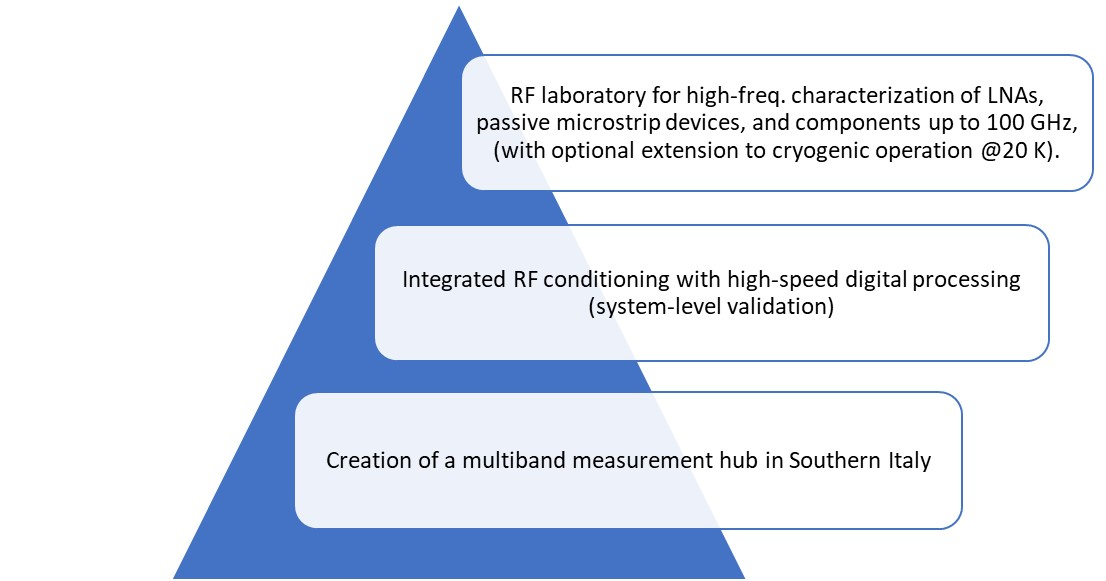 RF laboratory for high-freq. characterization of LNAs,
passive microstrip devices, and components up to 100 GHz,
(with optional extension to cryogenic operation @20 K).
Integrated RF conditioning with high-speed digital processing
(system-level validation)
Creation of a multiband measurement hub in Southern Italy